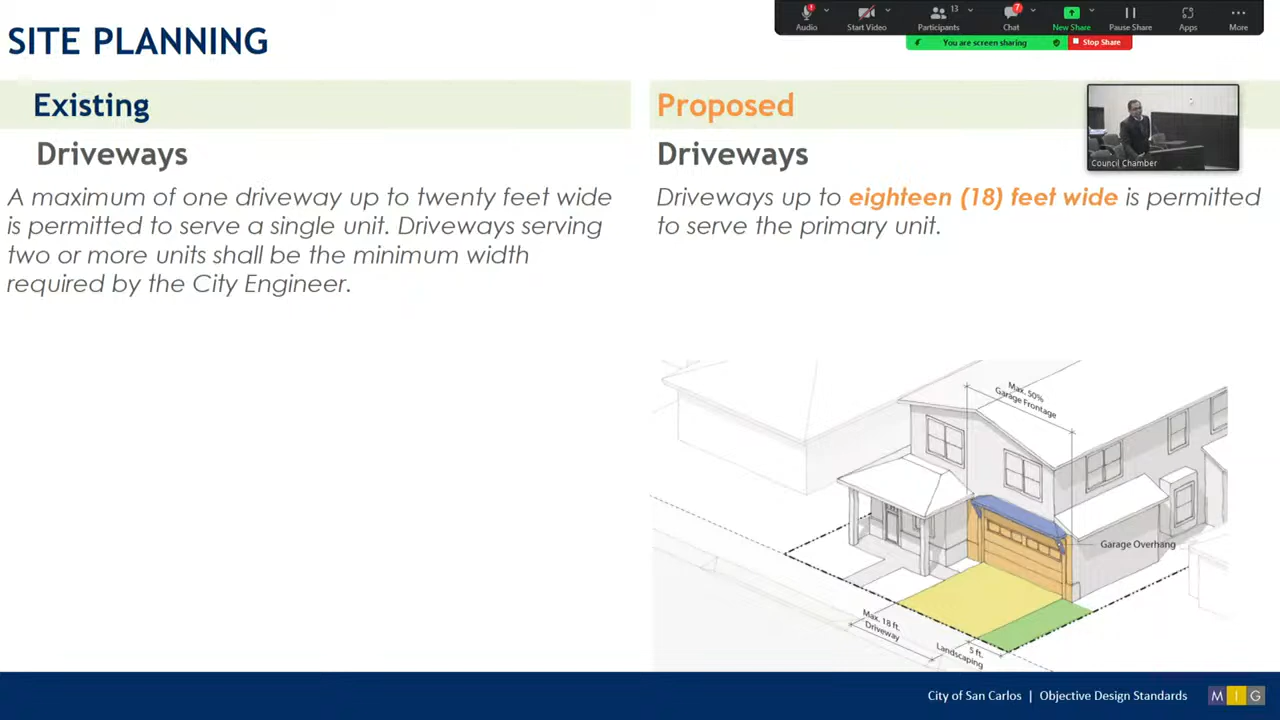 SITE PLANNING
Audio
Start Video
13
Participants
7
Chat
New Share
Pause Share
Apps
More
You are screen sharing
Stop Share
Existing
Driveways
A maximum of one driveway up to twenty feet wide
is permitted to serve a single unit. Driveways serving
two or more units shall be the minimum width
required by the City Engineer.
Proposed
Driveways
Driveways up to eighteen (18) feet wide is permitted
to serve the primary unit.
Council Chamber
Max. 50%
Garage Frontage
Garage Overhang
Max. 18 ft.
Driveway
5 ft.
Landscaping
City of San Carlos | Objective Design Standards
M I G